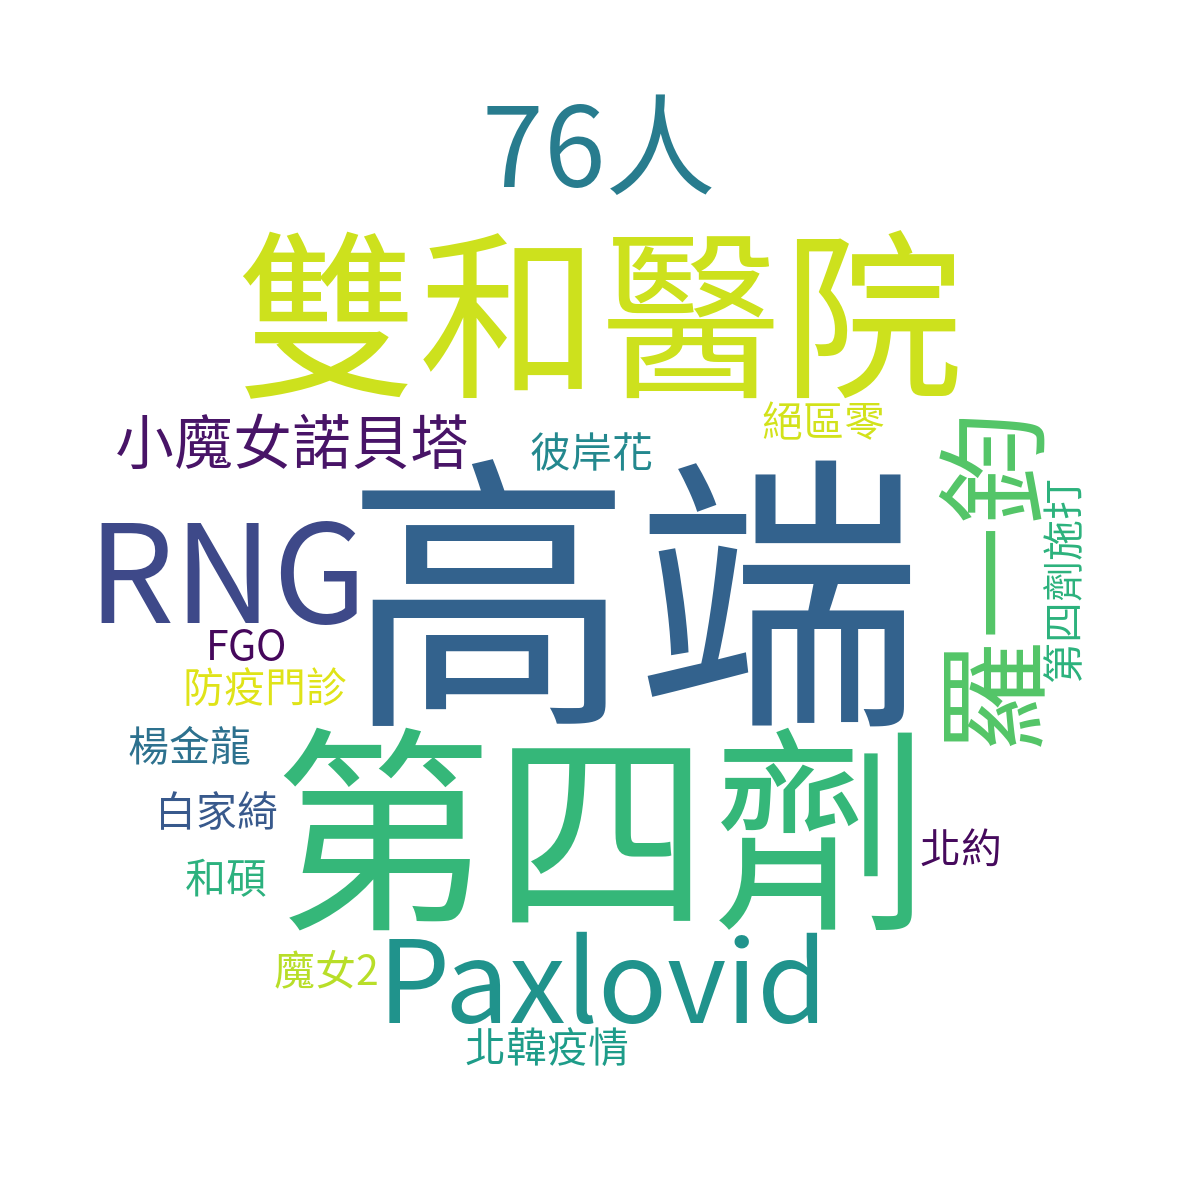 76人
雙和醫院
絕區零
小魔女諾貝塔
彼岸花
羅一鈞
高端
第四劑施打
RNG
FGO
防疫門診
楊金龍
第四劑
白家綺
北約
和碩
Paxlovid
魔女2
北韓疫情